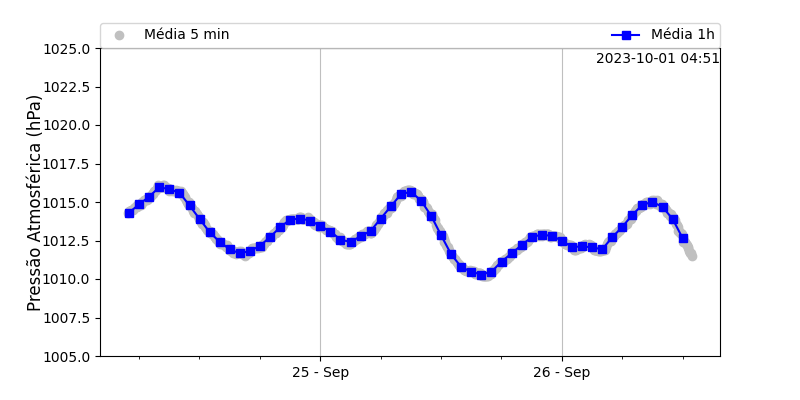 Média 5 min
Média 1h
2023-10-01 04:51
Pressão Atmosférica (hPa)
1025.0
1022.5
1020.0
1017.5
1015.0
1012.5
1010.0
1007.5
1005.0
25 - Sep
26 - Sep